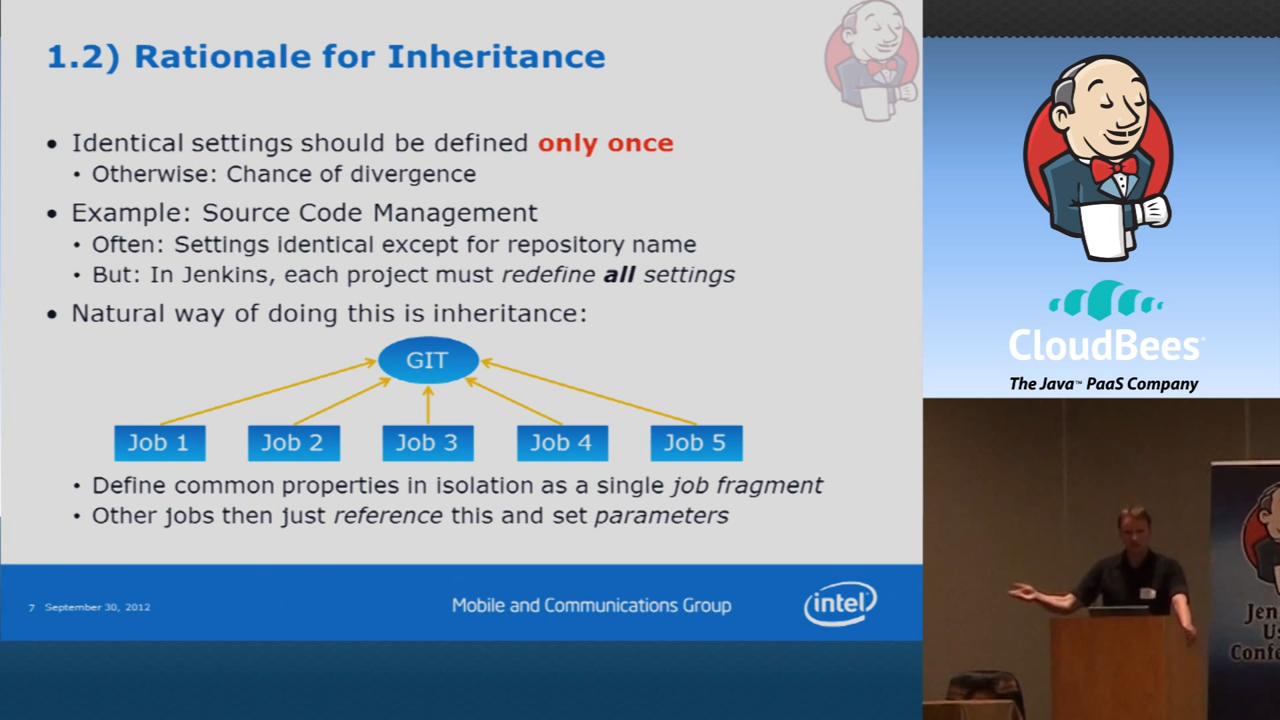 1.2) Rationale for Inheritance
• Identical settings should be defined only once
• Otherwise: Chance of divergence
• Example: Source Code Management
• Often: Settings identical except for repository name
• But: In Jenkins, each project must redefine all settings
• Natural way of doing this is inheritance:
GIT
Job 1
Job 2
Job 3
Job 4
Job 5
• Define common properties in isolation as a single job fragment
• Other jobs then just reference this and set parameters
7 September 30, 2012
Mobile and Communications Group
intel
CloudBees
The Java™ PaaS Company
Jen
Us
Confe